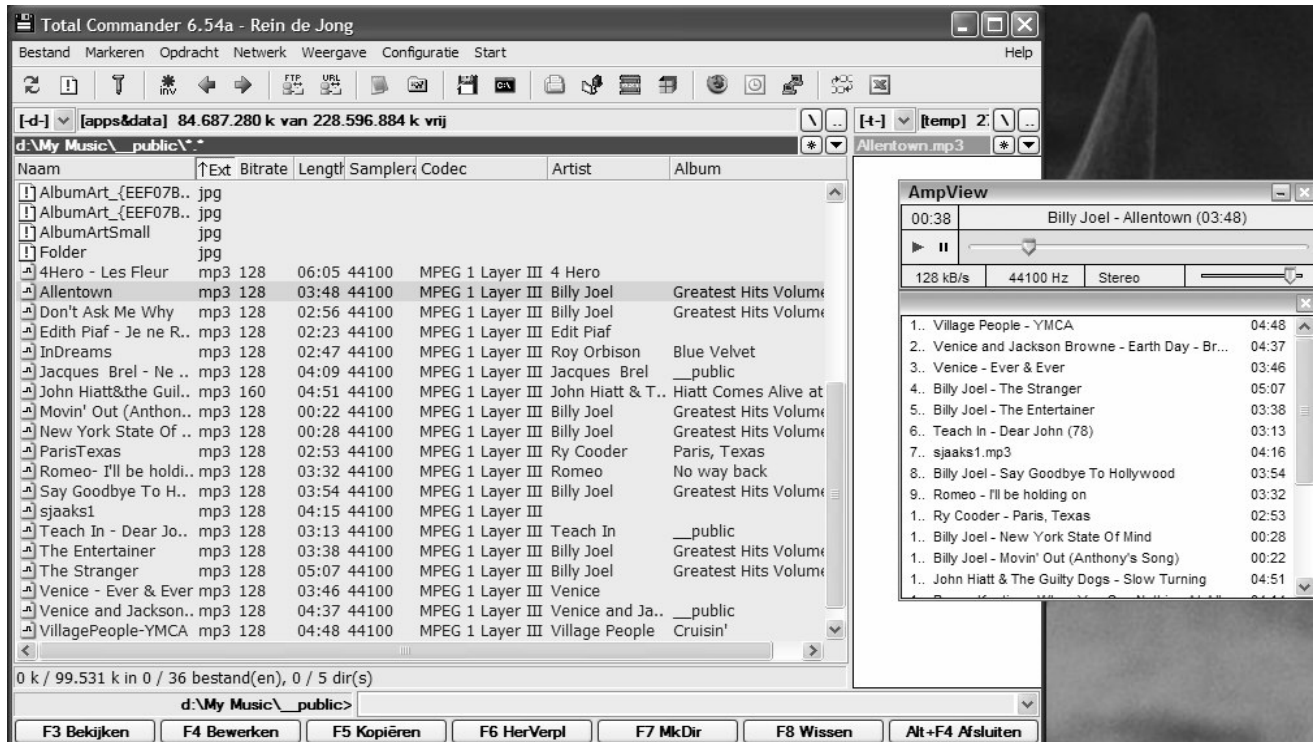 Total Commander 6.54a - Rein de Jong
Bestand Markeren Opdracht Netwerk Weergave Configuratie Start Help
INV FTP URL C:\
[-d-] [apps&data] 84.687.280 k van 228.596.884 k vrij \ ..
[-t-] [temp] 2 \ ..
d:\My Music\__public\*.* *
Allentown.mp3 *
Naam ↑Ext Bitrate Length Samplera Codec Artist Album
AlbumArt_{EEF07B.. jpg
AlbumArt_{EEF07B.. jpg
AlbumArtSmall jpg
Folder jpg
4Hero - Les Fleur mp3 128 06:05 44100 MPEG 1 Layer III 4 Hero
Allentown mp3 128 03:48 44100 MPEG 1 Layer III Billy Joel Greatest Hits Volume
Don't Ask Me Why mp3 128 02:56 44100 MPEG 1 Layer III Billy Joel Greatest Hits Volume
Edith Piaf - Je ne R... mp3 128 02:23 44100 MPEG 1 Layer III Edit Piaf
InDreams mp3 128 02:47 44100 MPEG 1 Layer III Roy Orbison Blue Velvet
Jacques Brel - Ne .. mp3 128 04:09 44100 MPEG 1 Layer III Jacques Brel __public
John Hiatt&the Guil.. mp3 160 04:51 44100 MPEG 1 Layer III John Hiatt & T.. Hiatt Comes Alive at
Movin' Out (Anthon.. mp3 128 00:22 44100 MPEG 1 Layer III Billy Joel Greatest Hits Volume
New York State Of .. mp3 128 00:28 44100 MPEG 1 Layer III Billy Joel Greatest Hits Volume
ParisTexas mp3 128 02:53 44100 MPEG 1 Layer III Ry Cooder Paris, Texas
Romeo- I'll be holdi.. mp3 128 03:32 44100 MPEG 1 Layer III Romeo No way back
Say Goodbye To H.. mp3 128 03:54 44100 MPEG 1 Layer III Billy Joel Greatest Hits Volume
sjaaks1 mp3 128 04:15 44100 MPEG 1 Layer III
Teach In - Dear Jo.. mp3 128 03:13 44100 MPEG 1 Layer III Teach In __public
The Entertainer mp3 128 03:38 44100 MPEG 1 Layer III Billy Joel Greatest Hits Volume
The Stranger mp3 128 05:07 44100 MPEG 1 Layer III Billy Joel Greatest Hits Volume
Venice - Ever & Ever mp3 128 03:46 44100 MPEG 1 Layer III Venice
Venice and Jackson.. mp3 128 04:37 44100 MPEG 1 Layer III Venice and Ja.. __public
VillagePeople-YMCA mp3 128 04:48 44100 MPEG 1 Layer III Village People Cruisin'
0 k / 99.531 k in 0 / 36 bestand(en), 0 / 5 dir(s)
d:\My Music\__public>
F3 Bekijken F4 Bewerken F5 Kopiëren F6 HerVerpl F7 MkDir F8 Wissen Alt+F4 Afsluiten
AmpView
00:38 Billy Joel - Allentown (03:48)
128 kB/s 44100 Hz Stereo
1.. Village People - YMCA 04:48
2.. Venice and Jackson Browne - Earth Day - Br... 04:37
3.. Venice - Ever & Ever 03:46
4.. Billy Joel - The Stranger 05:07
5.. Billy Joel - The Entertainer 03:38
6.. Teach In - Dear John (78) 03:13
7.. sjaaks1.mp3 04:16
8.. Billy Joel - Say Goodbye To Hollywood 03:54
9.. Romeo - I'll be holding on 03:32
1.. Ry Cooder - Paris, Texas 02:53
1.. Billy Joel - New York State Of Mind 00:28
1.. Billy Joel - Movin' Out (Anthony's Song) 00:22
1.. John Hiatt & The Guilty Dogs - Slow Turning 04:51